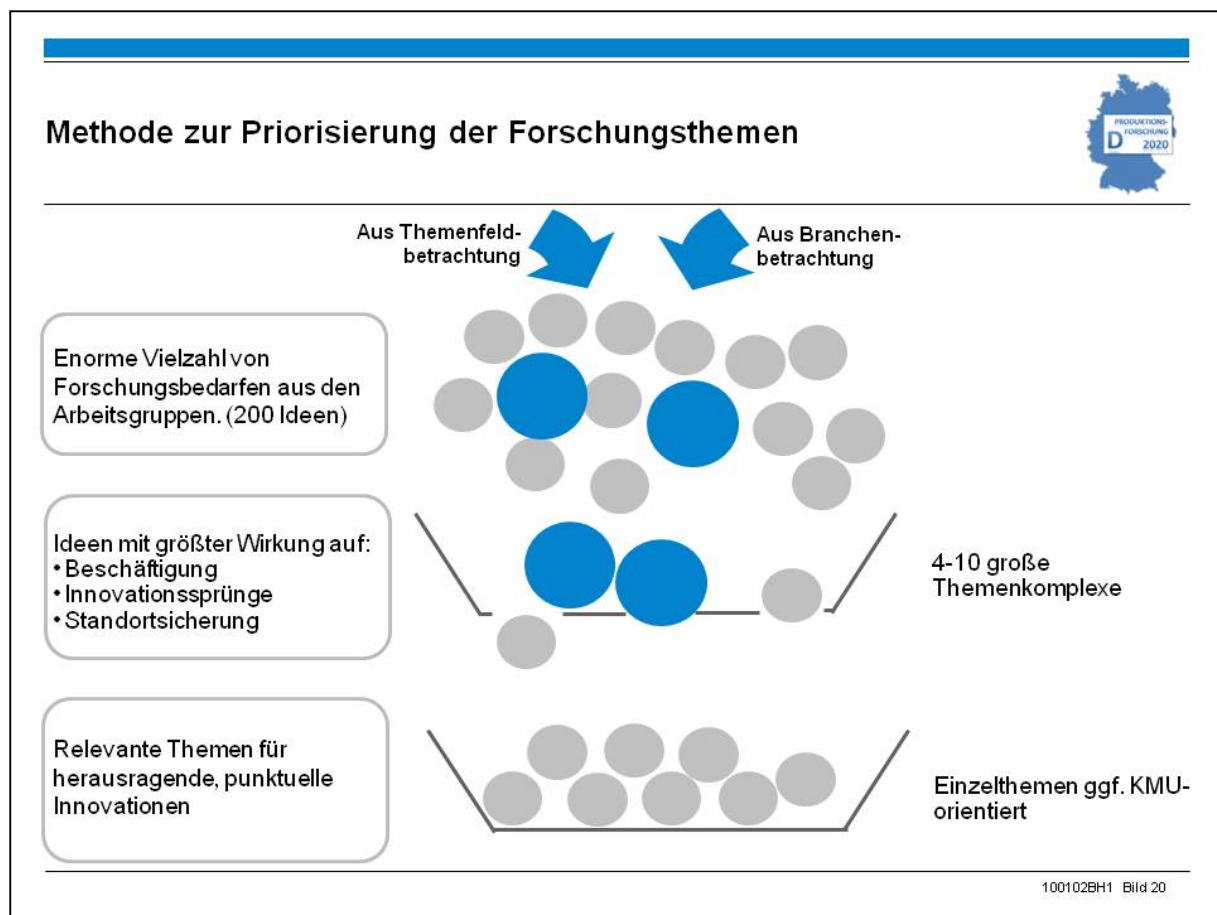 Methode zur Priorisierung der Forschungsthemen
PRODUKTIONS-
FORSCHUNG
D 2020
Aus Themenfeld-
betrachtung
Aus Branchen-
betrachtung
Enorme Vielzahl von
Forschungsbedarfen aus den
Arbeitsgruppen. (200 Ideen)
Ideen mit größter Wirkung auf:
• Beschäftigung
• Innovationssprünge
• Standortsicherung
4-10 große
Themenkomplexe
Relevante Themen für
herausragende, punktuelle
Innovationen
Einzelthemen ggf. KMU-
orientiert
100102BH1 Bild 20